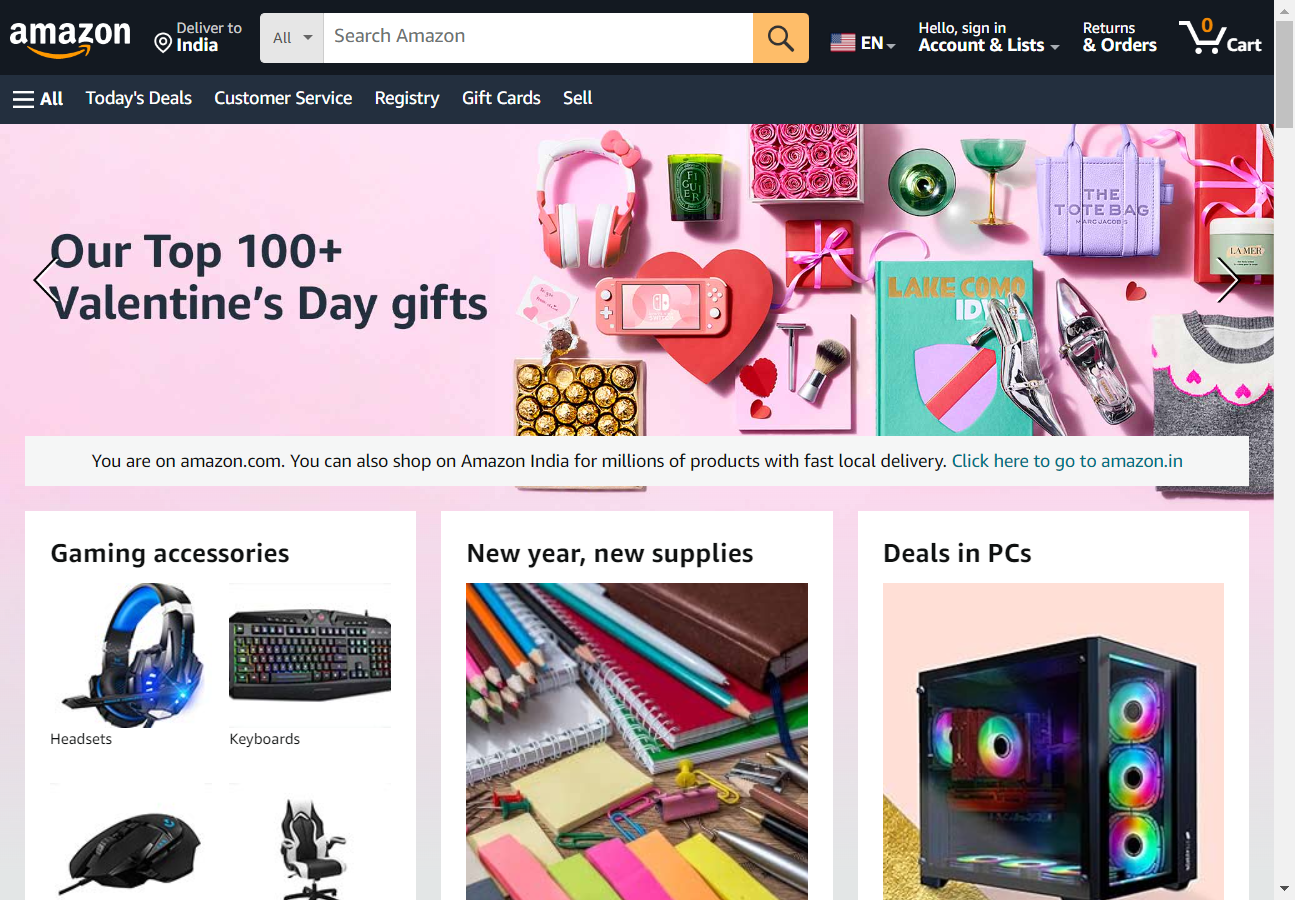 amazon
Deliver to
India
All
Search Amazon
EN
Hello, sign in
Account & Lists
Returns
& Orders
0
Cart
All
Today's Deals
Customer Service
Registry
Gift Cards
Sell
Our Top 100+
Valentine’s Day gifts
FIGUIER
THE
TOTE BAG
MARC JACOBS
LA MER
LAKE COMO
You are on amazon.com. You can also shop on Amazon India for millions of products with fast local delivery. Click here to go to amazon.in
Gaming accessories
Headsets
Keyboards
New year, new supplies
Deals in PCs